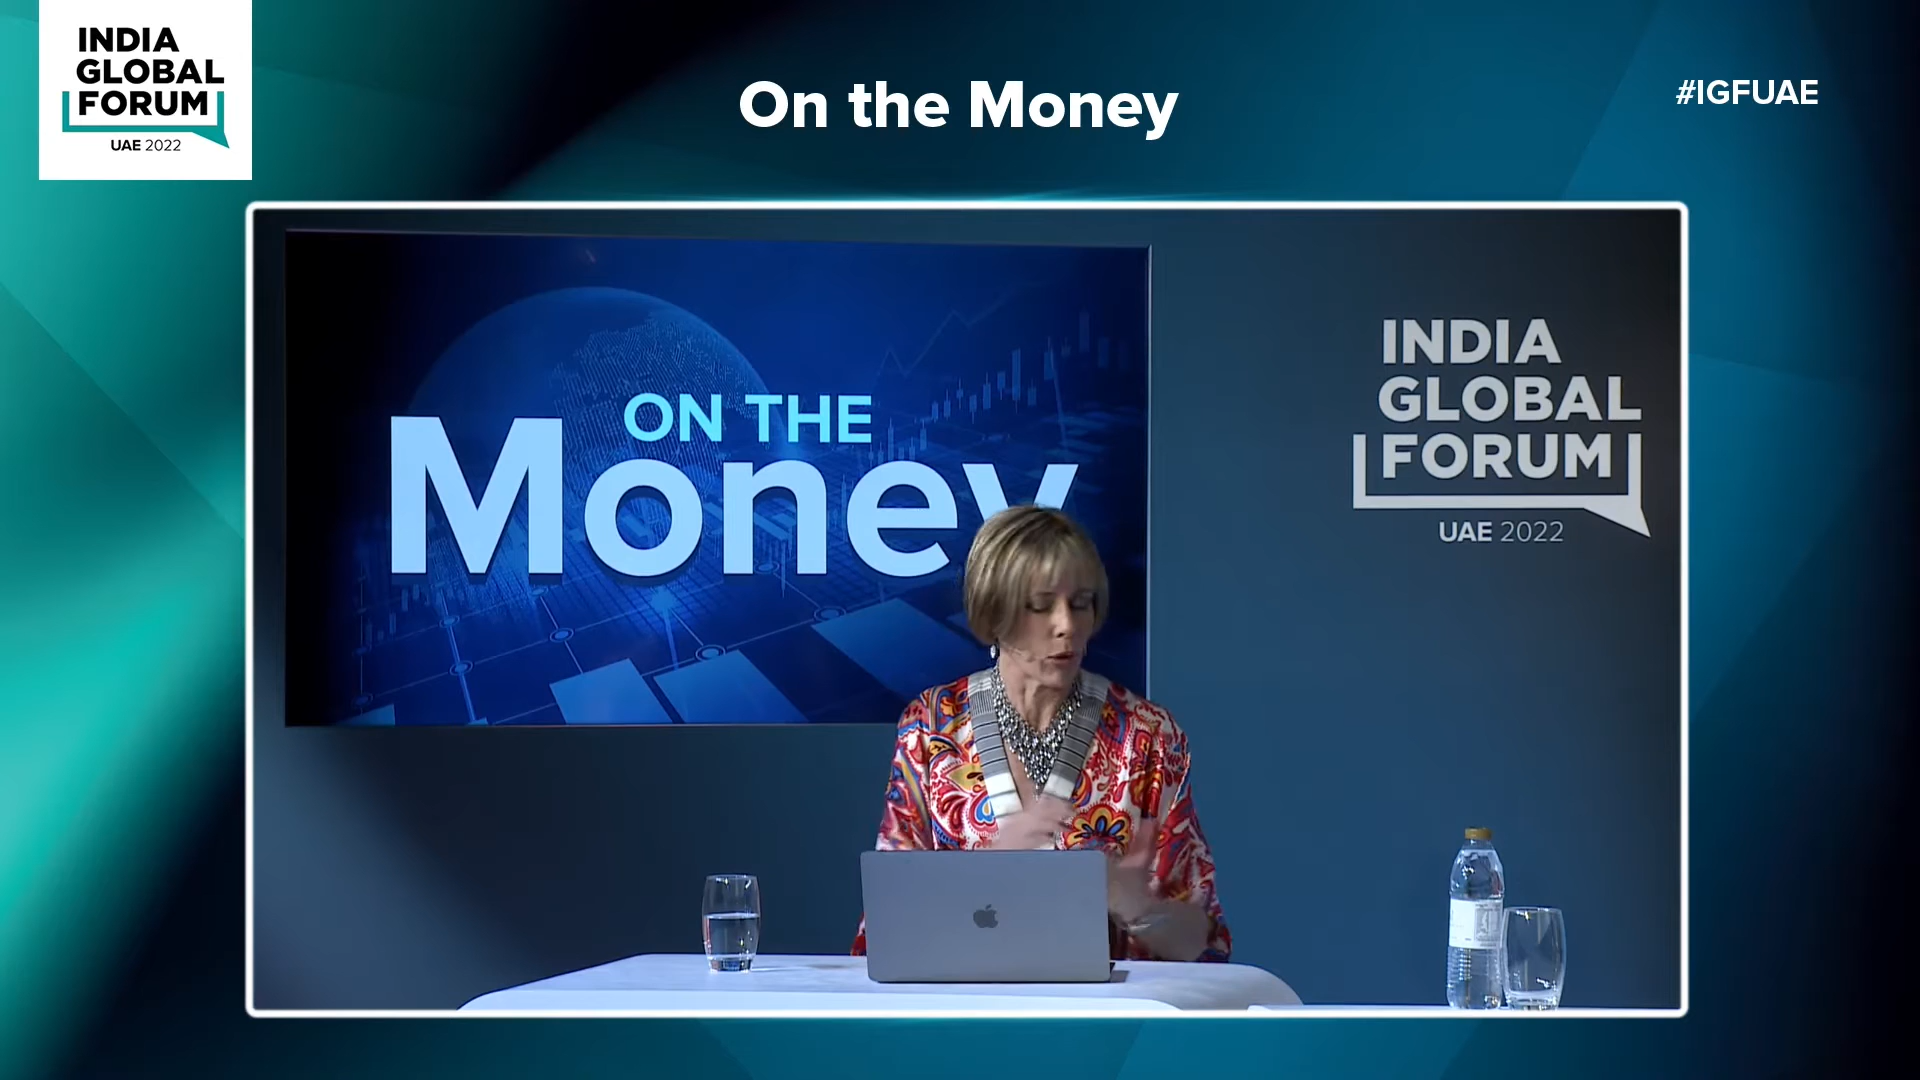 INDIA
GLOBAL
FORUM
UAE 2022
On the Money
#IGFUAE
ON THE
Money
INDIA
GLOBAL
FORUM
UAE 2022